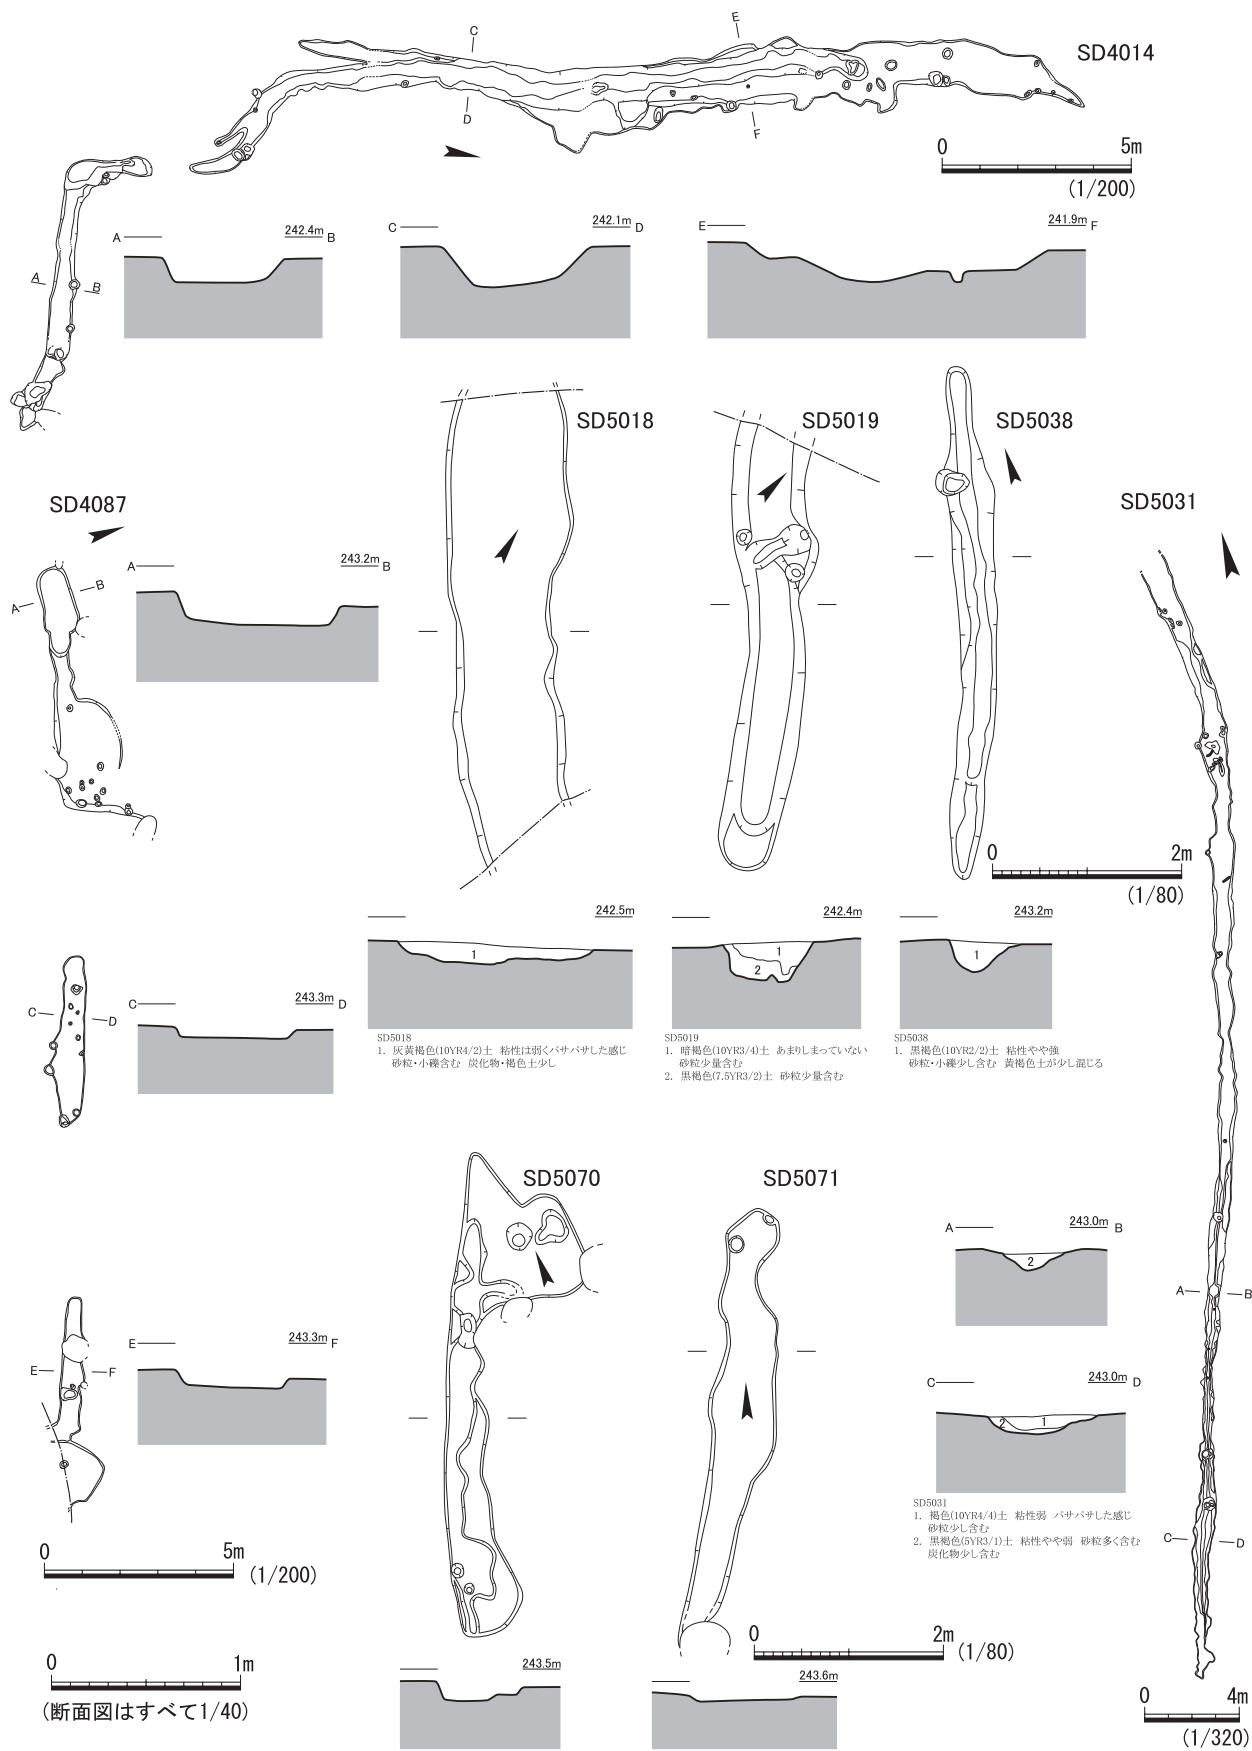 SD4014
C
E
D
F
0 5m
(1/200)
A 242.4m B
C 242.1m D
E 241.9m F
A
B
SD5018
SD5019
SD5038
SD5031
SD4087
A 243.2m B
A
B
0 2m
(1/80)
242.5m
242.4m
243.2m
1
1
2
1
SD5018
1. 灰黄褐色(10YR4/2)土 粘性は弱くバサバサした感じ
砂粒・小礫含む 炭化物・褐色土少し
SD5019
1. 暗褐色(10YR3/4)土 あまりしまっていない
砂粒少量含む
2. 黒褐色(7.5YR3/2)土 砂粒少量含む
SD5038
1. 黒褐色(10YR2/2)土 粘性やや強
砂粒・小礫少し含む 黄褐色土が少し混じる
C
D
C 243.3m D
SD5070
SD5071
A 243.0m B
2
A
B
E
F
E 243.3m F
C 243.0m D
2 1
SD5031
1. 褐色(10YR4/4)土 粘性弱 バサバサした感じ
砂粒少し含む
2. 黒褐色(5YR3/1)土 粘性やや弱 砂粒多く含む
炭化物少し含む
C
D
0 5m
(1/200)
0 2m
(1/80)
0 1m
(断面図はすべて1/40)
243.5m
243.6m
0 4m
(1/320)